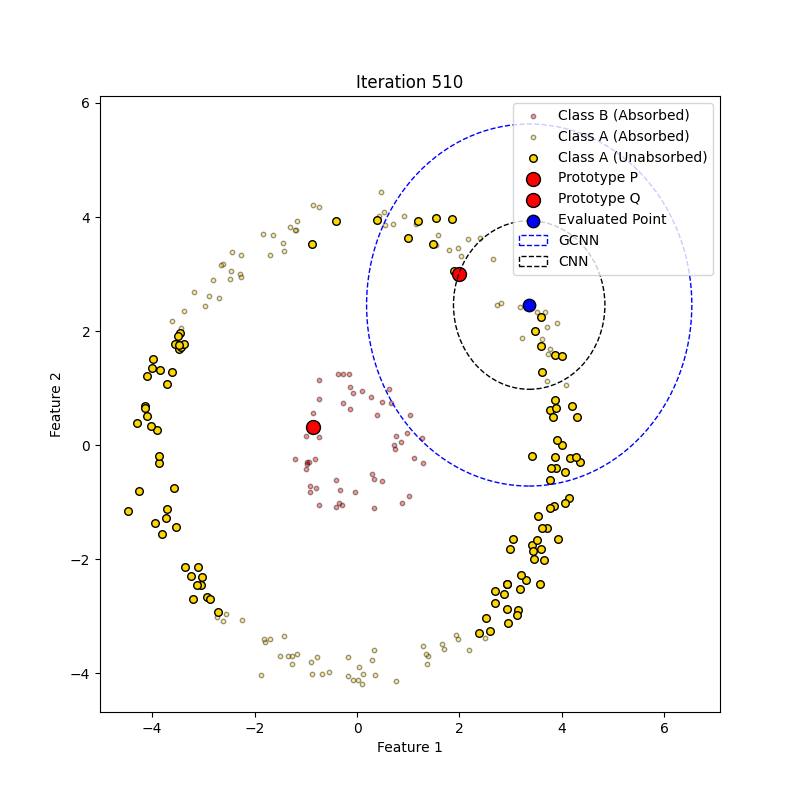 Iteration 510
Class B (Absorbed)
Class A (Absorbed)
Class A (Unabsorbed)
Prototype P
Prototype Q
Evaluated Point
GCNN
CNN
6
4
2
0
−2
−4
Feature 2
−4
−2
0
2
4
6
Feature 1